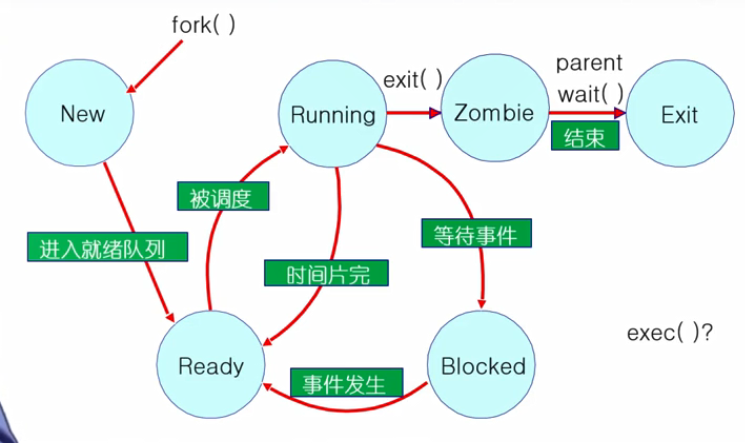 fork( )
New
Running
exit( )
Zombie
parent
wait( )
结束
Exit
被调度
进入就绪队列
时间片完
等待事件
Ready
事件发生
Blocked
exec( )?